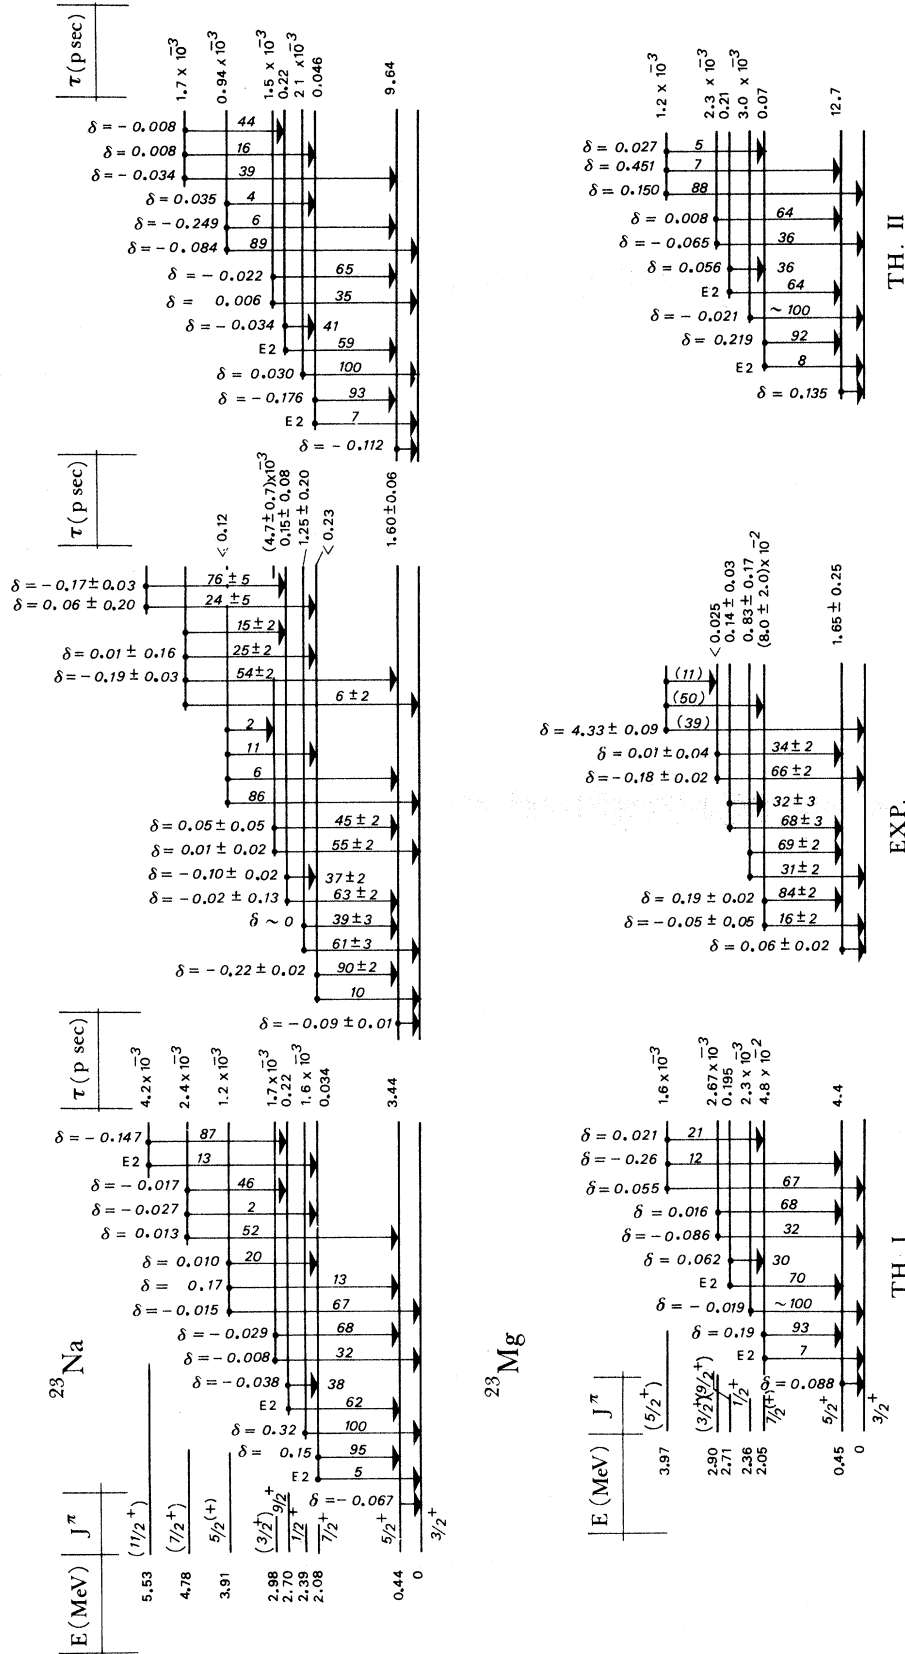 ²³Na
E (MeV)
J^π
5.53 (11/2⁺)
4.78 (7/2⁺)
3.91 5/2⁽⁺⁾
2.98 (3/2⁺)
2.70 9/2⁺
2.39 1/2⁺
2.08 7/2⁺
0.44 5/2⁺
0 3/2⁺
δ = − 0.147 87
E2 13
δ = − 0.017 46
δ = − 0.027 2
δ = 0.013 52
δ = 0.010 20
δ = 0.17 13
δ = − 0.015 67
δ = − 0.029 68
δ = − 0.008 32
δ = − 0.038 38
E2 62
δ = 0.32 100
δ = 0.15 95
E2 5
δ = − 0.067
τ (p sec)
4.2 x 10⁻³
2.4 x 10⁻³
1.2 x 10⁻³
1.7 x 10⁻³
0.22
1.6 x 10⁻³
0.034
3.44
δ = − 0.17 ± 0.03 76 ± 5
δ = 0.06 ± 0.20 24 ± 5
15 ± 2
δ = 0.01 ± 0.16 25 ± 2
δ = − 0.19 ± 0.03 54 ± 2
6 ± 2
2
11
6
86
δ = 0.05 ± 0.05 45 ± 2
δ = 0.01 ± 0.02 55 ± 2
δ = − 0.10 ± 0.02 37 ± 2
δ = − 0.02 ± 0.13 63 ± 2
δ ~ 0 39 ± 3
61 ± 3
δ = − 0.22 ± 0.02 90 ± 2
10
δ = − 0.09 ± 0.01
τ (p sec)
< 0.12
(4.7 ± 0.7) x 10⁻³
0.15 ± 0.08
1.25 ± 0.20
< 0.23
1.60 ± 0.06
δ = − 0.008 44
δ = 0.008 16
δ = − 0.034 39
δ = 0.035 4
δ = − 0.249 6
δ = − 0.084 89
δ = − 0.022 65
δ = 0.006 35
δ = − 0.034 41
E2 59
δ = 0.030 100
δ = − 0.176 93
E2 7
δ = − 0.112
τ (p sec)
1.7 x 10⁻³
0.94 x 10⁻³
1.5 x 10⁻³
0.22
2.1 x 10⁻³
0.046
9.64
²³Mg
E (MeV)
J^π
3.97 (5/2⁺)
2.90 (3/2⁺)
2.71 (9/2⁺)
2.36 1/2⁺
2.05 7/2⁽⁺⁾
0.45 5/2⁺
0 3/2⁺
δ = 0.021 21
δ = − 0.26 12
δ = 0.055 67
δ = 0.016 68
δ = − 0.086 32
δ = 0.062 30
E2 70
δ = − 0.019 ~100
δ = 0.19 93
E2 7
δ = 0.088
1.6 x 10⁻³
2.67 x 10⁻³
0.195
2.3 x 10⁻³
4.8 x 10⁻²
4.4
TH. I
(11)
(50)
δ = 4.33 ± 0.09 (39)
δ = 0.01 ± 0.04 34 ± 2
δ = − 0.18 ± 0.02 66 ± 2
32 ± 3
68 ± 3
69 ± 2
31 ± 2
δ = 0.19 ± 0.02 84 ± 2
δ = − 0.05 ± 0.05 16 ± 2
δ = 0.06 ± 0.02
< 0.025
0.14 ± 0.03
0.83 ± 0.17
(8.0 ± 2.0) x 10⁻²
1.65 ± 0.25
EXP.
δ = 0.027 5
δ = 0.451 7
δ = 0.150 88
δ = 0.008 64
δ = − 0.065 36
δ = 0.056 36
E2 64
δ = − 0.021 ~ 100
δ = 0.219 92
E2 8
δ = 0.135
1.2 x 10⁻³
2.3 x 10⁻³
0.21
3.0 x 10⁻³
0.07
12.7
TH. II